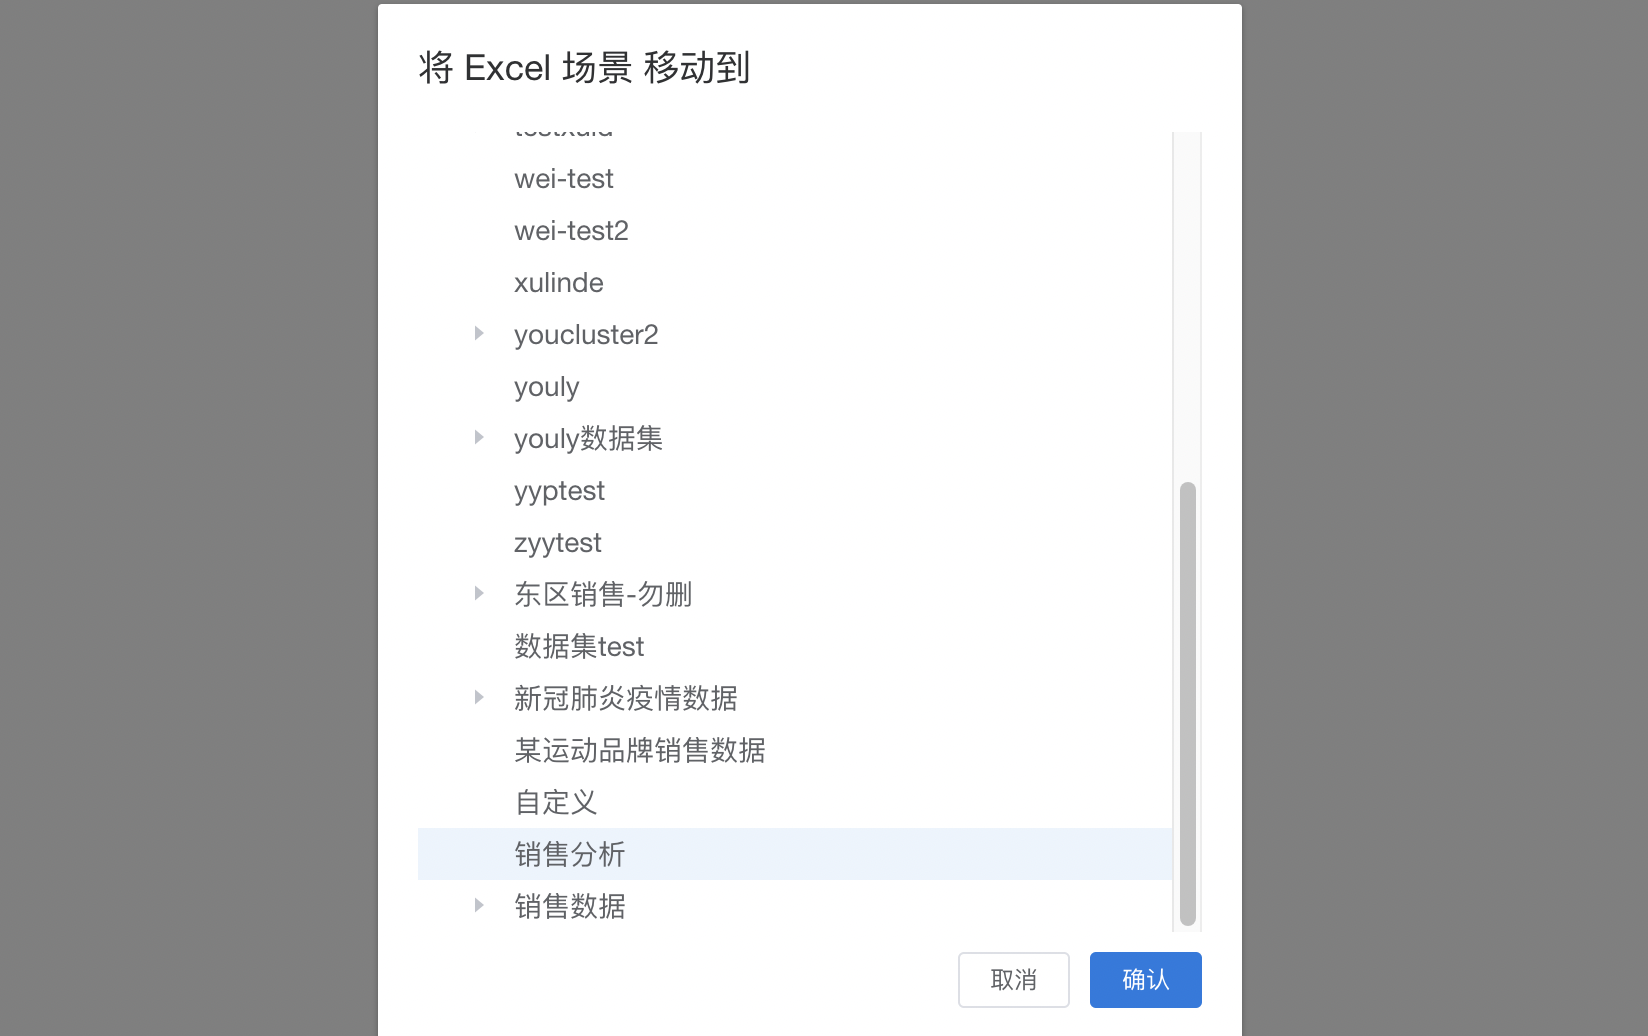 将 Excel 场景 移动到
wei-test
wei-test2
xulinde
youcluster2
youly
youly数据集
yyptest
zyytest
东区销售-勿删
数据集test
新冠肺炎疫情数据
某运动品牌销售数据
自定义
销售分析
销售数据
取消
确认